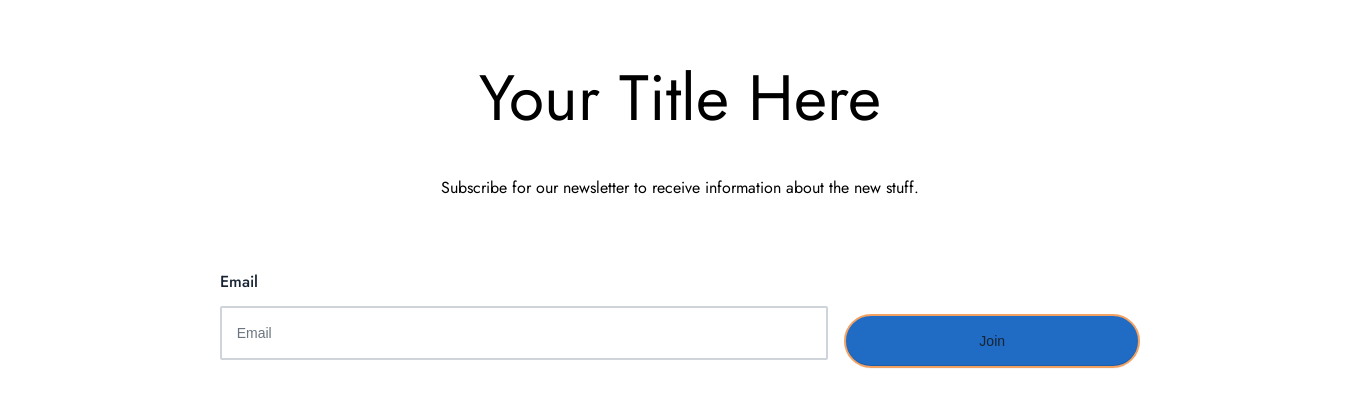 Your Title Here
Subscribe for our newsletter to receive information about the new stuff.
Email
Email
Join